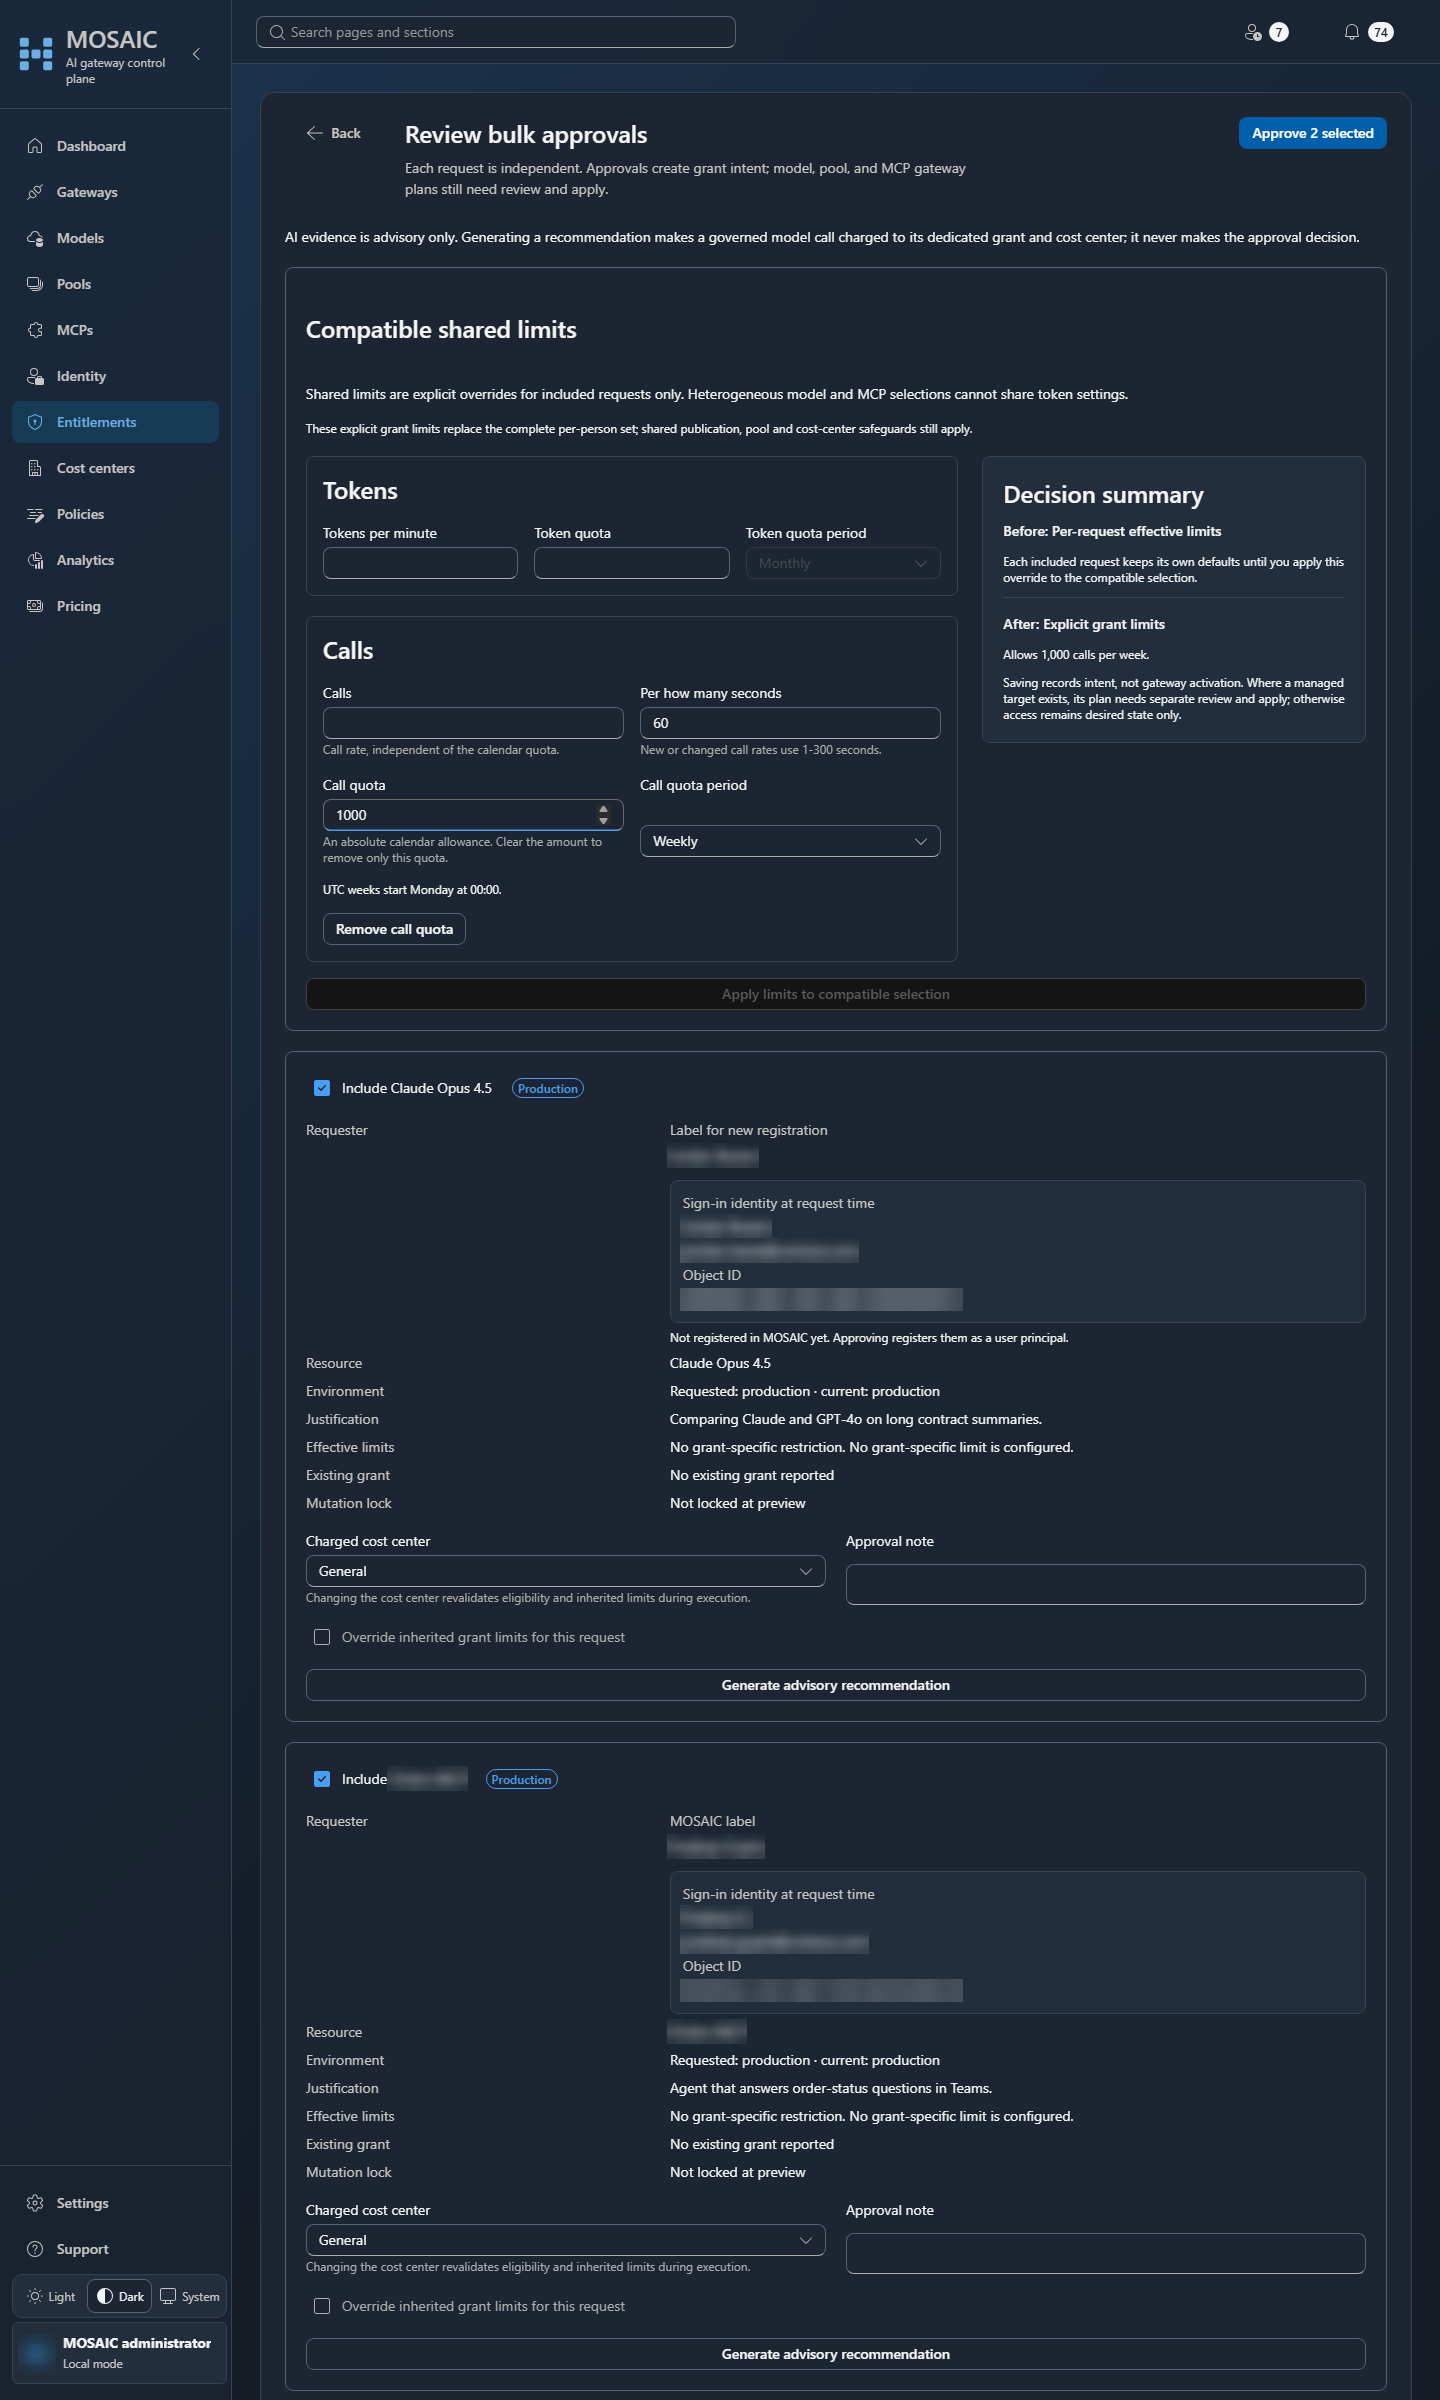 MOSAIC
AI gateway control
plane
Search pages and sections
7
74
Dashboard
Gateways
Models
Pools
MCPs
Identity
Entitlements
Cost centers
Policies
Analytics
Pricing
Back
Review bulk approvals
Approve 2 selected
Each request is independent. Approvals create grant intent; model, pool, and MCP gateway
plans still need review and apply.
AI evidence is advisory only. Generating a recommendation makes a governed model call charged to its dedicated grant and cost center; it never makes the approval decision.
Compatible shared limits
Shared limits are explicit overrides for included requests only. Heterogeneous model and MCP selections cannot share token settings.
These explicit grant limits replace the complete per-person set; shared publication, pool and cost-center safeguards still apply.
Tokens
Tokens per minute
Token quota
Token quota period
Monthly
Calls
Calls
Per how many seconds
60
Call rate, independent of the calendar quota.
New or changed call rates use 1-300 seconds.
Call quota
Call quota period
1000
Weekly
An absolute calendar allowance. Clear the amount to
remove only this quota.
UTC weeks start Monday at 00:00.
Remove call quota
Decision summary
Before: Per-request effective limits
Each included request keeps its own defaults until you apply this
override to the compatible selection.
After: Explicit grant limits
Allows 1,000 calls per week.
Saving records intent, not gateway activation. Where a managed
target exists, its plan needs separate review and apply; otherwise
access remains desired state only.
Apply limits to compatible selection
Include Claude Opus 4.5
Production
Requester
Label for new registration
Sign-in identity at request time
Object ID
Not registered in MOSAIC yet. Approving registers them as a user principal.
Resource
Claude Opus 4.5
Environment
Requested: production · current: production
Justification
Comparing Claude and GPT-4o on long contract summaries.
Effective limits
No grant-specific restriction. No grant-specific limit is configured.
Existing grant
No existing grant reported
Mutation lock
Not locked at preview
Charged cost center
Approval note
General
Changing the cost center revalidates eligibility and inherited limits during execution.
Override inherited grant limits for this request
Generate advisory recommendation
Include
Production
Requester
MOSAIC label
Sign-in identity at request time
Object ID
Resource
Environment
Requested: production · current: production
Justification
Agent that answers order-status questions in Teams.
Effective limits
No grant-specific restriction. No grant-specific limit is configured.
Existing grant
No existing grant reported
Mutation lock
Not locked at preview
Charged cost center
Approval note
General
Changing the cost center revalidates eligibility and inherited limits during execution.
Override inherited grant limits for this request
Generate advisory recommendation
Settings
Support
Light
Dark
System
MOSAIC administrator
Local mode